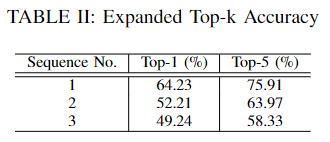 TABLE II: Expanded Top-k Accuracy
Sequence No. Top-1 (%) Top-5 (%)
1 64.23 75.91
2 52.21 63.97
3 49.24 58.33